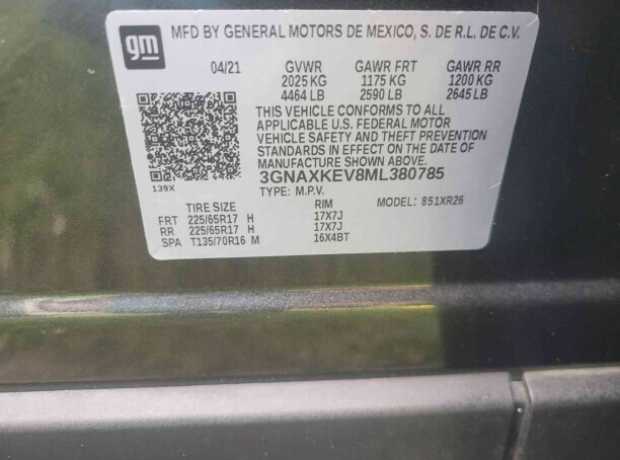 gm MFD BY GENERAL MOTORS DE MEXICO, S. DE R.L. DE C.V.
04/21 GVWR GAWR FRT GAWR RR
2025 KG 1175 KG 1200 KG
4464 LB 2590 LB 2645 LB
THIS VEHICLE CONFORMS TO ALL
APPLICABLE U.S. FEDERAL MOTOR
VEHICLE SAFETY AND THEFT PREVENTION
STANDARDS IN EFFECT ON THE DATE OF
MANUFACTURE SHOWN ABOVE.
3GNAXKEV8ML380785
139X TYPE: M.P.V. MODEL: 851XR26
TIRE SIZE RIM
FRT 225/65R17 H 17X7J
RR 225/65R17 H 17X7J
SPA T135/70R16 M 16X4BT